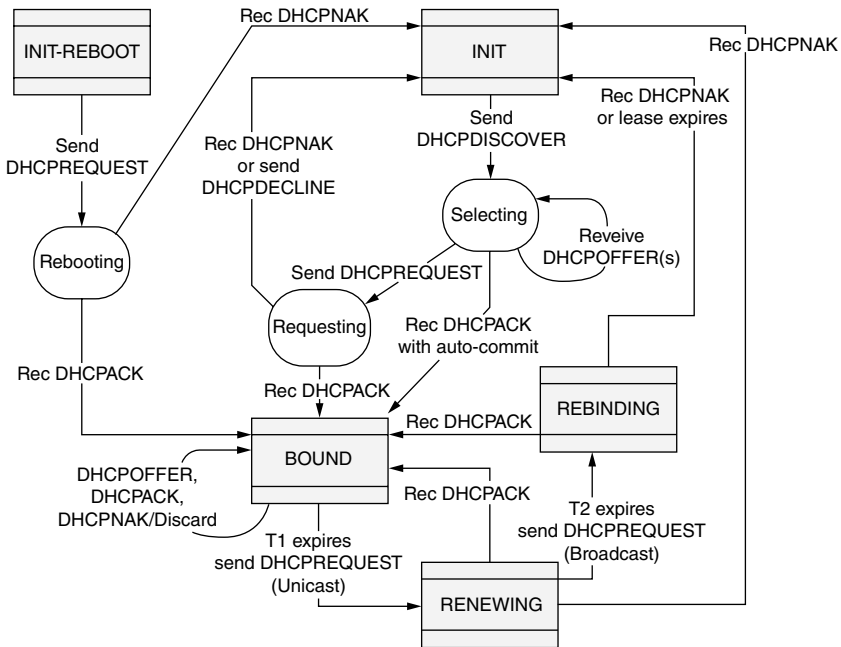 Rec DHCPNAK
INIT-REBOOT
INIT
Rec DHCPNAK
Send
DHCPREQUEST
Rec DHCPNAK
or send
DHCPDECLINE
Send
DHCPDISCOVER
Rec DHCPNAK
or lease expires
Selecting
Reveive
DHCPOFFER(s)
Rebooting
Send DHCPREQUEST
Requesting
Rec DHCPACK
with auto-commit
Rec DHCPACK
Rec DHCPACK
REBINDING
Rec DHCPACK
BOUND
DHCPOFFER,
DHCPACK,
DHCPNAK/Discard
Rec DHCPACK
T1 expires
send DHCPREQUEST
(Unicast)
T2 expires
send DHCPREQUEST
(Broadcast)
RENEWING